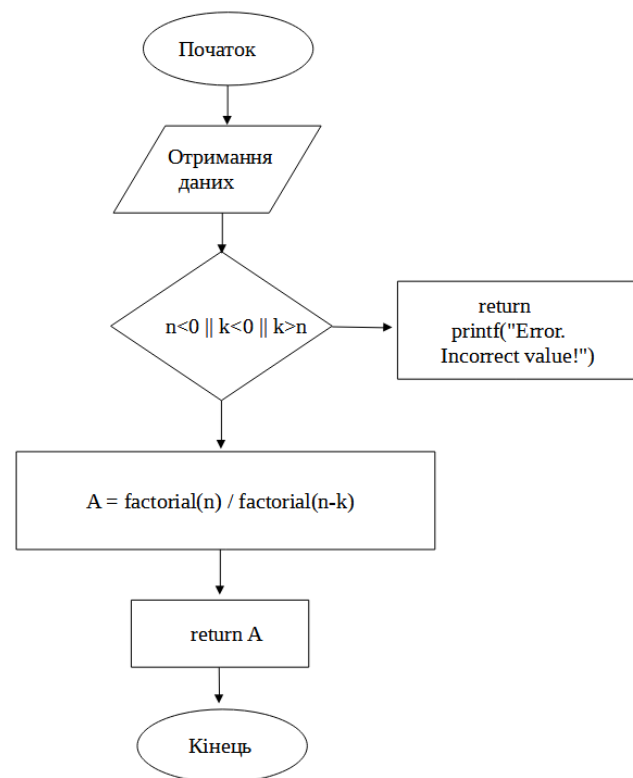 Початок
Отримання
даних
n<0 || k<0 || k>n
return
printf("Error.
Incorrect value!")
A = factorial(n) / factorial(n-k)
return A
Кінець